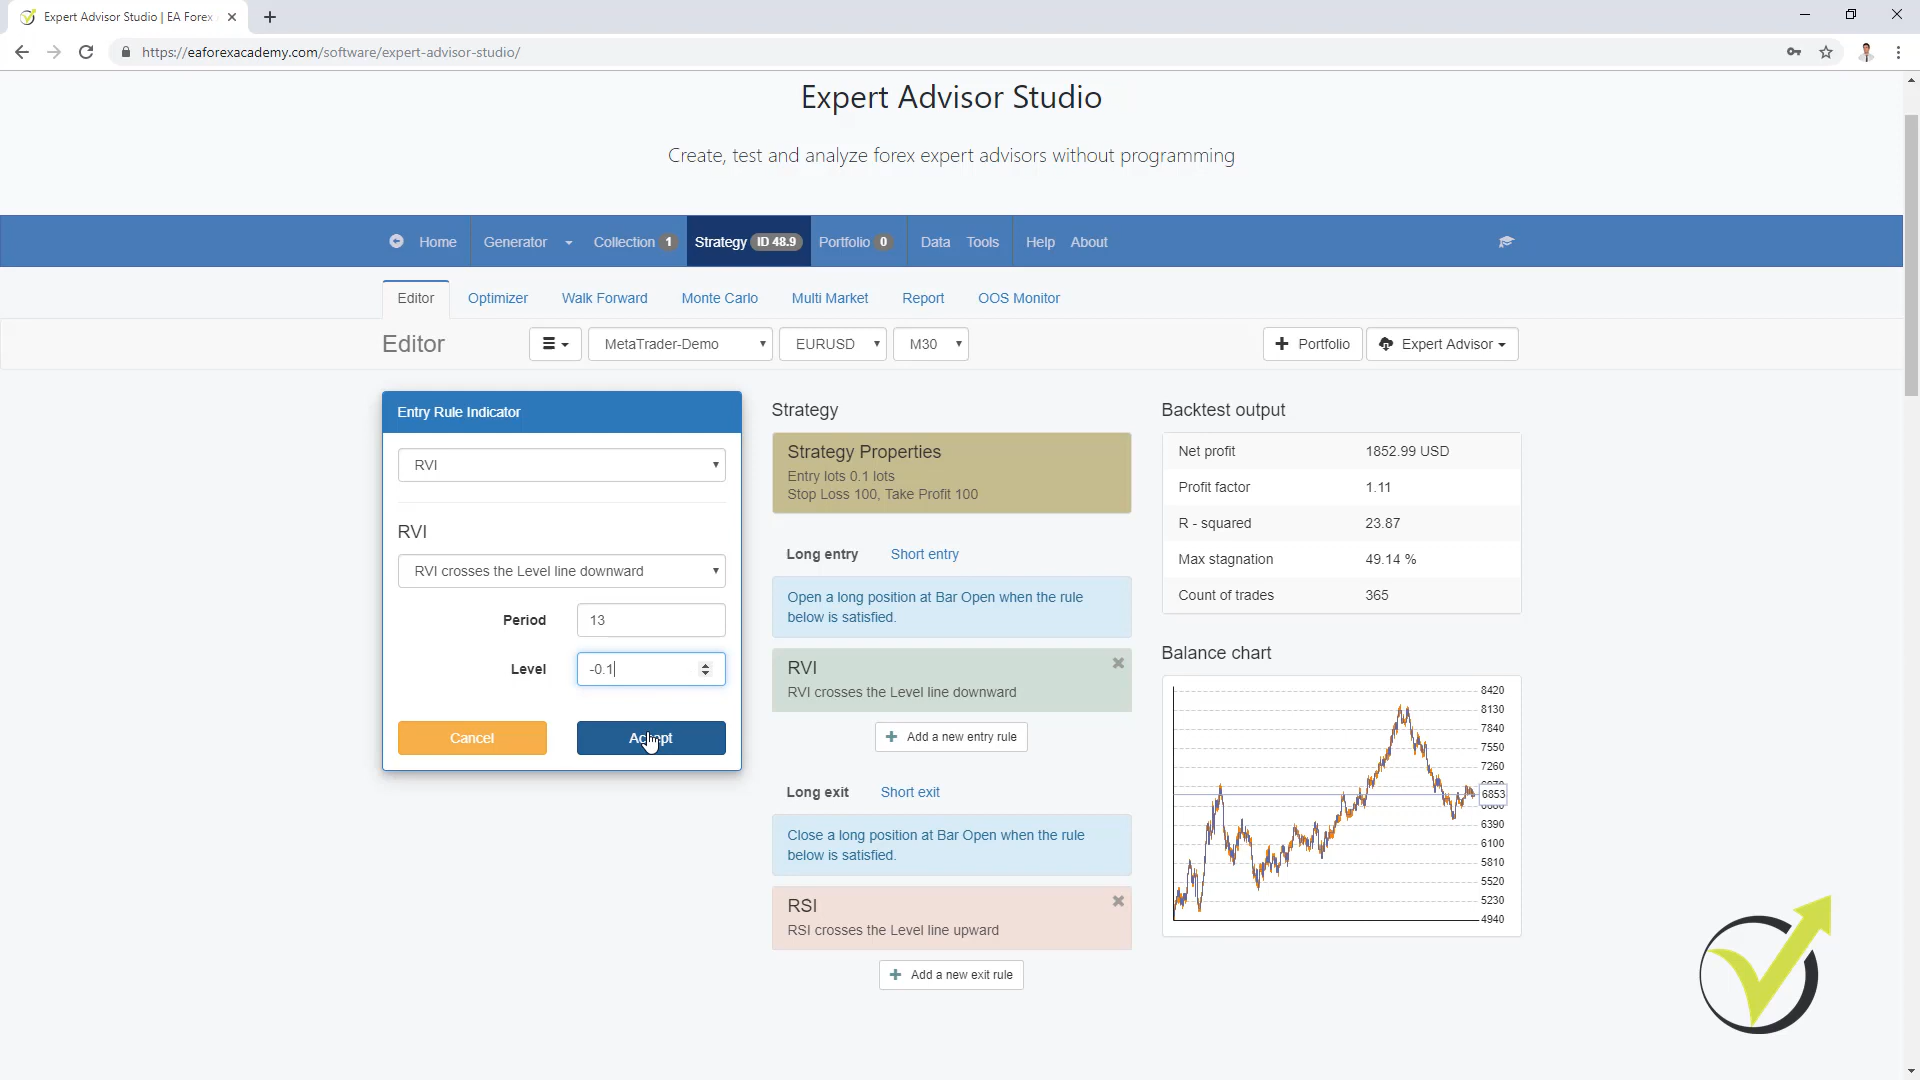 Expert Advisor Studio | EA Forex
https://eaforexacademy.com/software/expert-advisor-studio/
Expert Advisor Studio
Create, test and analyze forex expert advisors without programming
Home Generator Collection 1 Strategy ID 48.9 Portfolio 0 Data Tools Help About
Editor Optimizer Walk Forward Monte Carlo Multi Market Report OOS Monitor
Editor MetaTrader-Demo EURUSD M30 Portfolio Expert Advisor
Entry Rule Indicator
RVI
RVI
RVI crosses the Level line downward
Period 13
Level -0.1
Cancel Accept
Strategy
Strategy Properties
Entry lots 0.1 lots
Stop Loss 100, Take Profit 100
Long entry Short entry
Open a long position at Bar Open when the rule
below is satisfied.
RVI
RVI crosses the Level line downward
Add a new entry rule
Long exit Short exit
Close a long position at Bar Open when the rule
below is satisfied.
RSI
RSI crosses the Level line upward
Add a new exit rule
Backtest output
Net profit 1852.99 USD
Profit factor 1.11
R - squared 23.87
Max stagnation 49.14 %
Count of trades 365
Balance chart
8420
8130
7840
7550
7260
6853
6390
6100
5810
5520
5230
4940